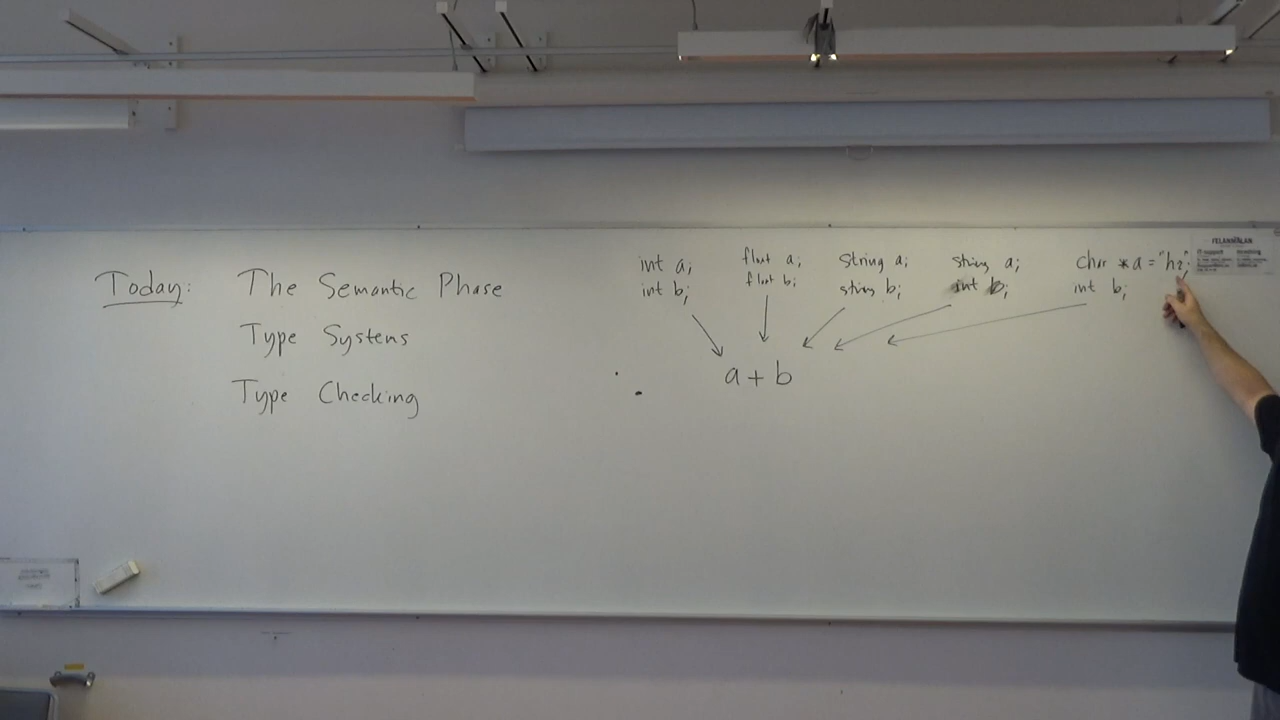 Today: The Semantic Phase
Type Systems
Type Checking
int a;
int b;
float a;
float b;
string a;
string b;
string a;
int b;
char *a = "hi";
int b;
a + b
FELANMÄLAN